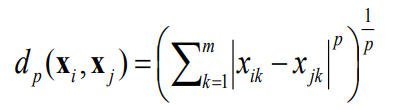 d_p(𝐱_i, 𝐱_j) = (∑_{k=1}^{m} |x_{ik} − x_{jk}|^p)^{1/p}